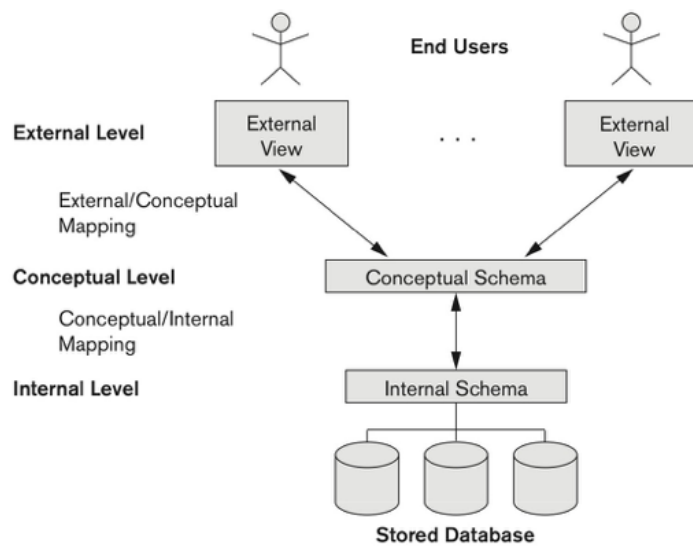 End Users
External Level
External
View
. . .
External
View
External/Conceptual
Mapping
Conceptual Level
Conceptual Schema
Conceptual/Internal
Mapping
Internal Level
Internal Schema
Stored Database